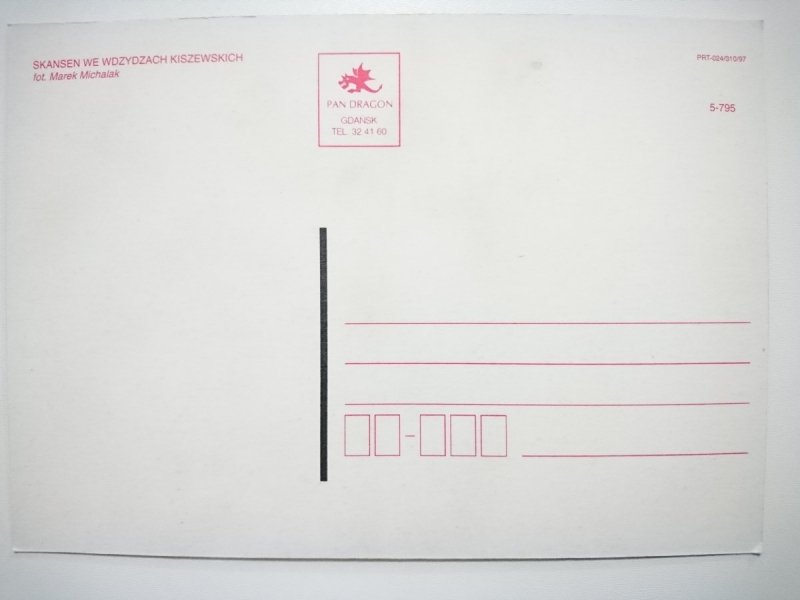 SKANSEN WE WDZYDZACH KISZEWSKICH
fot. Marek Michalak
PAN DRAGON
GDAŃSK
TEL. 32 41 60
PRT-024/310/97
5-795